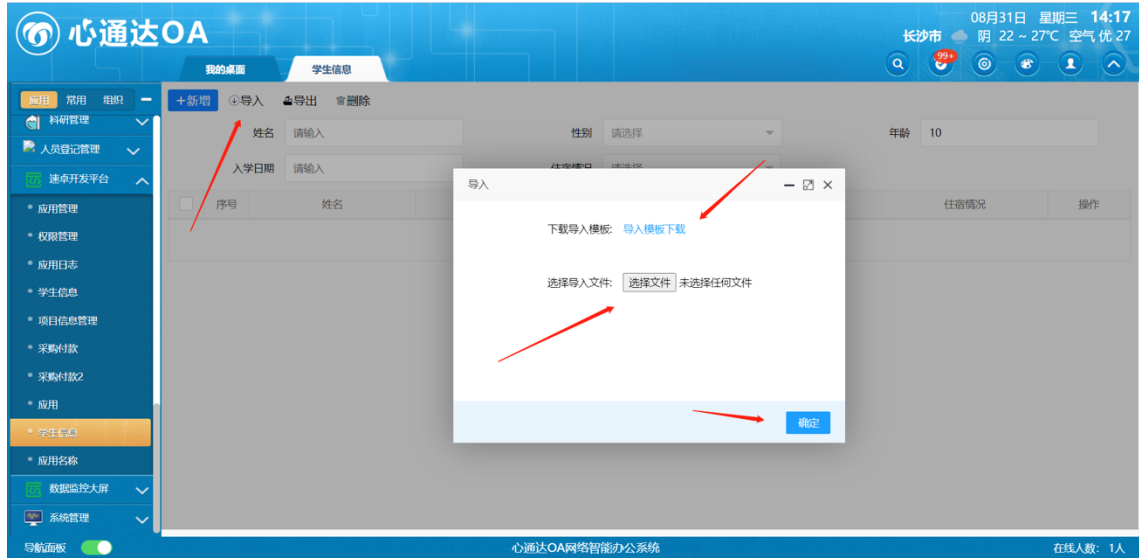 心通达OA
08月31日 星期三 14:17
长沙市 阴 22 ~ 27℃ 空气 优 27
我的桌面 学生信息
99+
应用 常用 组织
+新增 导入 导出 删除
科研管理
姓名 请输入 性别 请选择 年龄 10
人员登记管理
入学日期 请输入 住宿情况 请选择
速卓开发平台
导入
序号 姓名 住宿情况 操作
应用管理
下载导入模板: 导入模板下载
权限管理
应用日志
选择导入文件: 选择文件 未选择任何文件
学生信息
项目信息管理
采购付款
采购付款2
应用
确定
学生信息
应用名称
数据监控大屏
系统管理
导航面板 心通达OA网络智能办公系统 在线人数: 1人